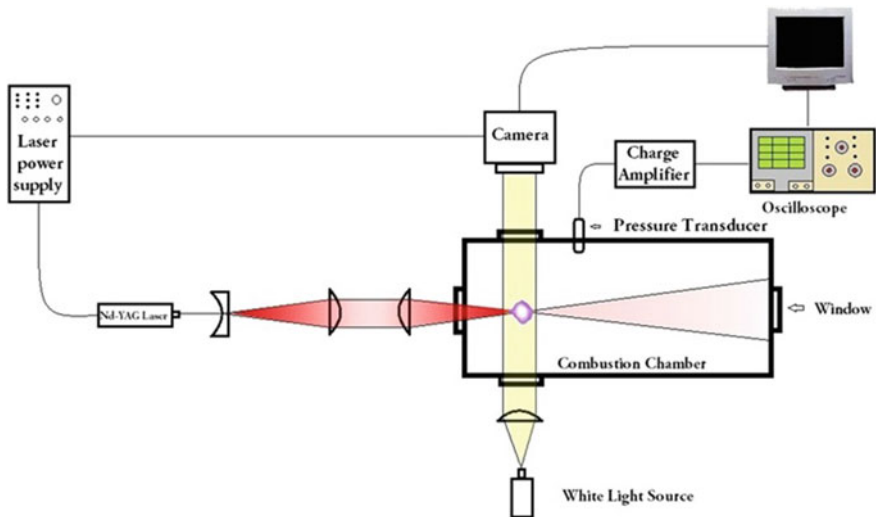 Laser
power
supply
Camera
Charge
Amplifier
Oscilloscope
Pressure Transducer
Nd-YAG Laser
Window
Combustion Chamber
White Light Source